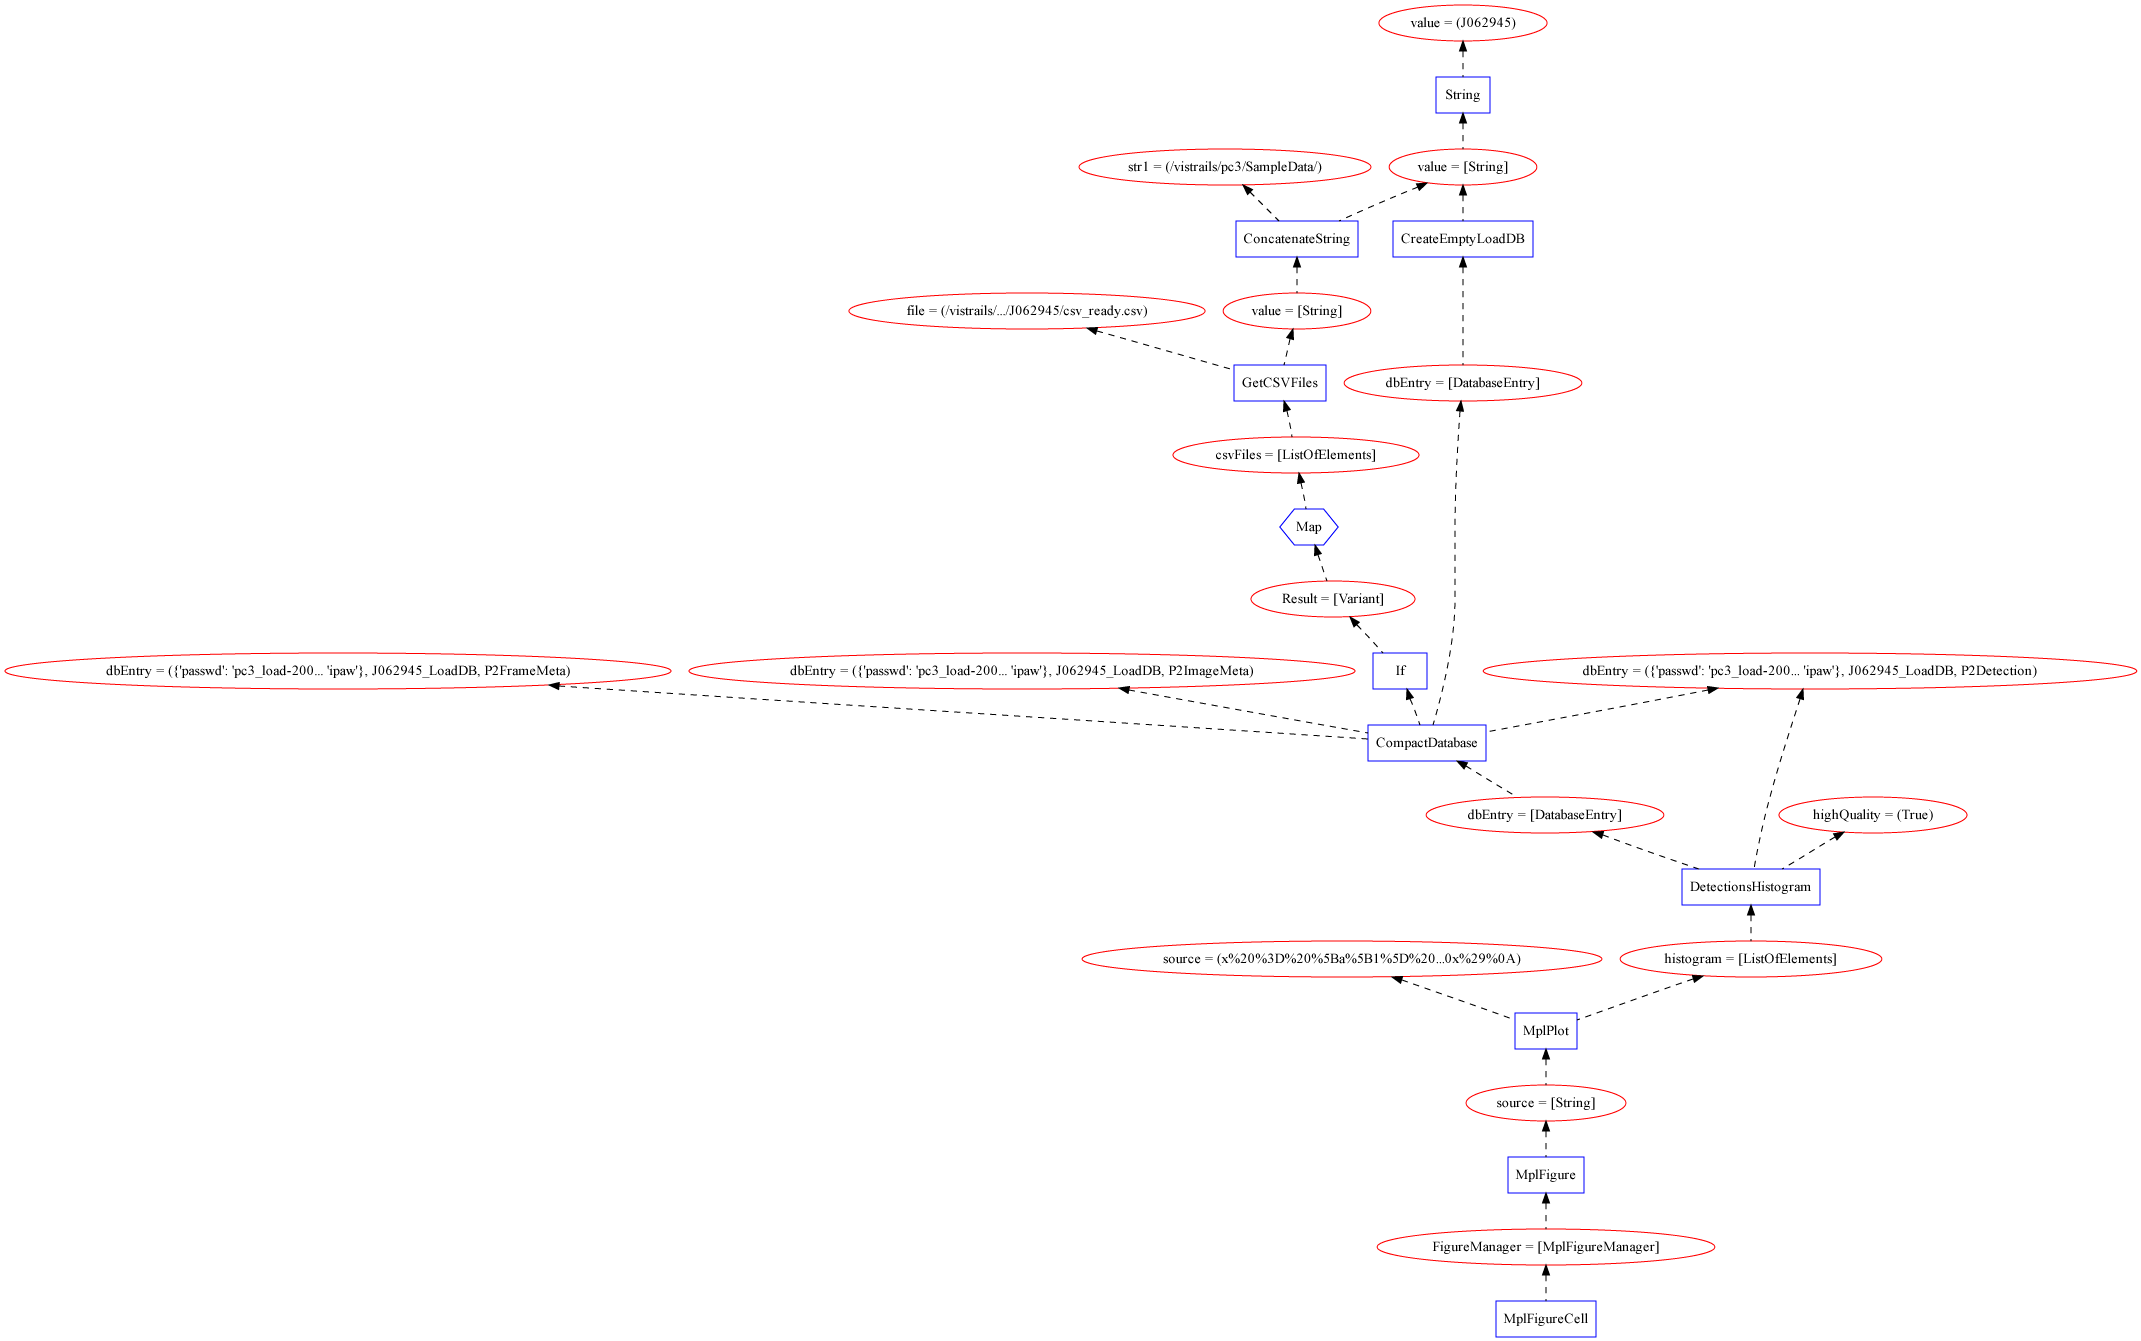 value = (J062945)
String
str1 = (/vistrails/pc3/SampleData/)
value = [String]
ConcatenateString
CreateEmptyLoadDB
file = (/vistrails/.../J062945/csv_ready.csv)
value = [String]
GetCSVFiles
dbEntry = [DatabaseEntry]
csvFiles = [ListOfElements]
Map
Result = [Variant]
dbEntry = ({'passwd': 'pc3_load-200... 'ipaw'}, J062945_LoadDB, P2FrameMeta)
dbEntry = ({'passwd': 'pc3_load-200... 'ipaw'}, J062945_LoadDB, P2ImageMeta)
If
dbEntry = ({'passwd': 'pc3_load-200... 'ipaw'}, J062945_LoadDB, P2Detection)
CompactDatabase
dbEntry = [DatabaseEntry]
highQuality = (True)
DetectionsHistogram
source = (x%20%3D%20%5Ba%5B1%5D%20...0x%29%0A)
histogram = [ListOfElements]
MplPlot
source = [String]
MplFigure
FigureManager = [MplFigureManager]
MplFigureCell